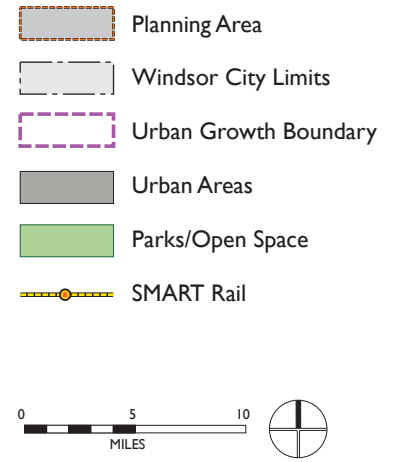 Planning Area
Windsor City Limits
Urban Growth Boundary
Urban Areas
Parks/Open Space
SMART Rail
0 5 10
MILES